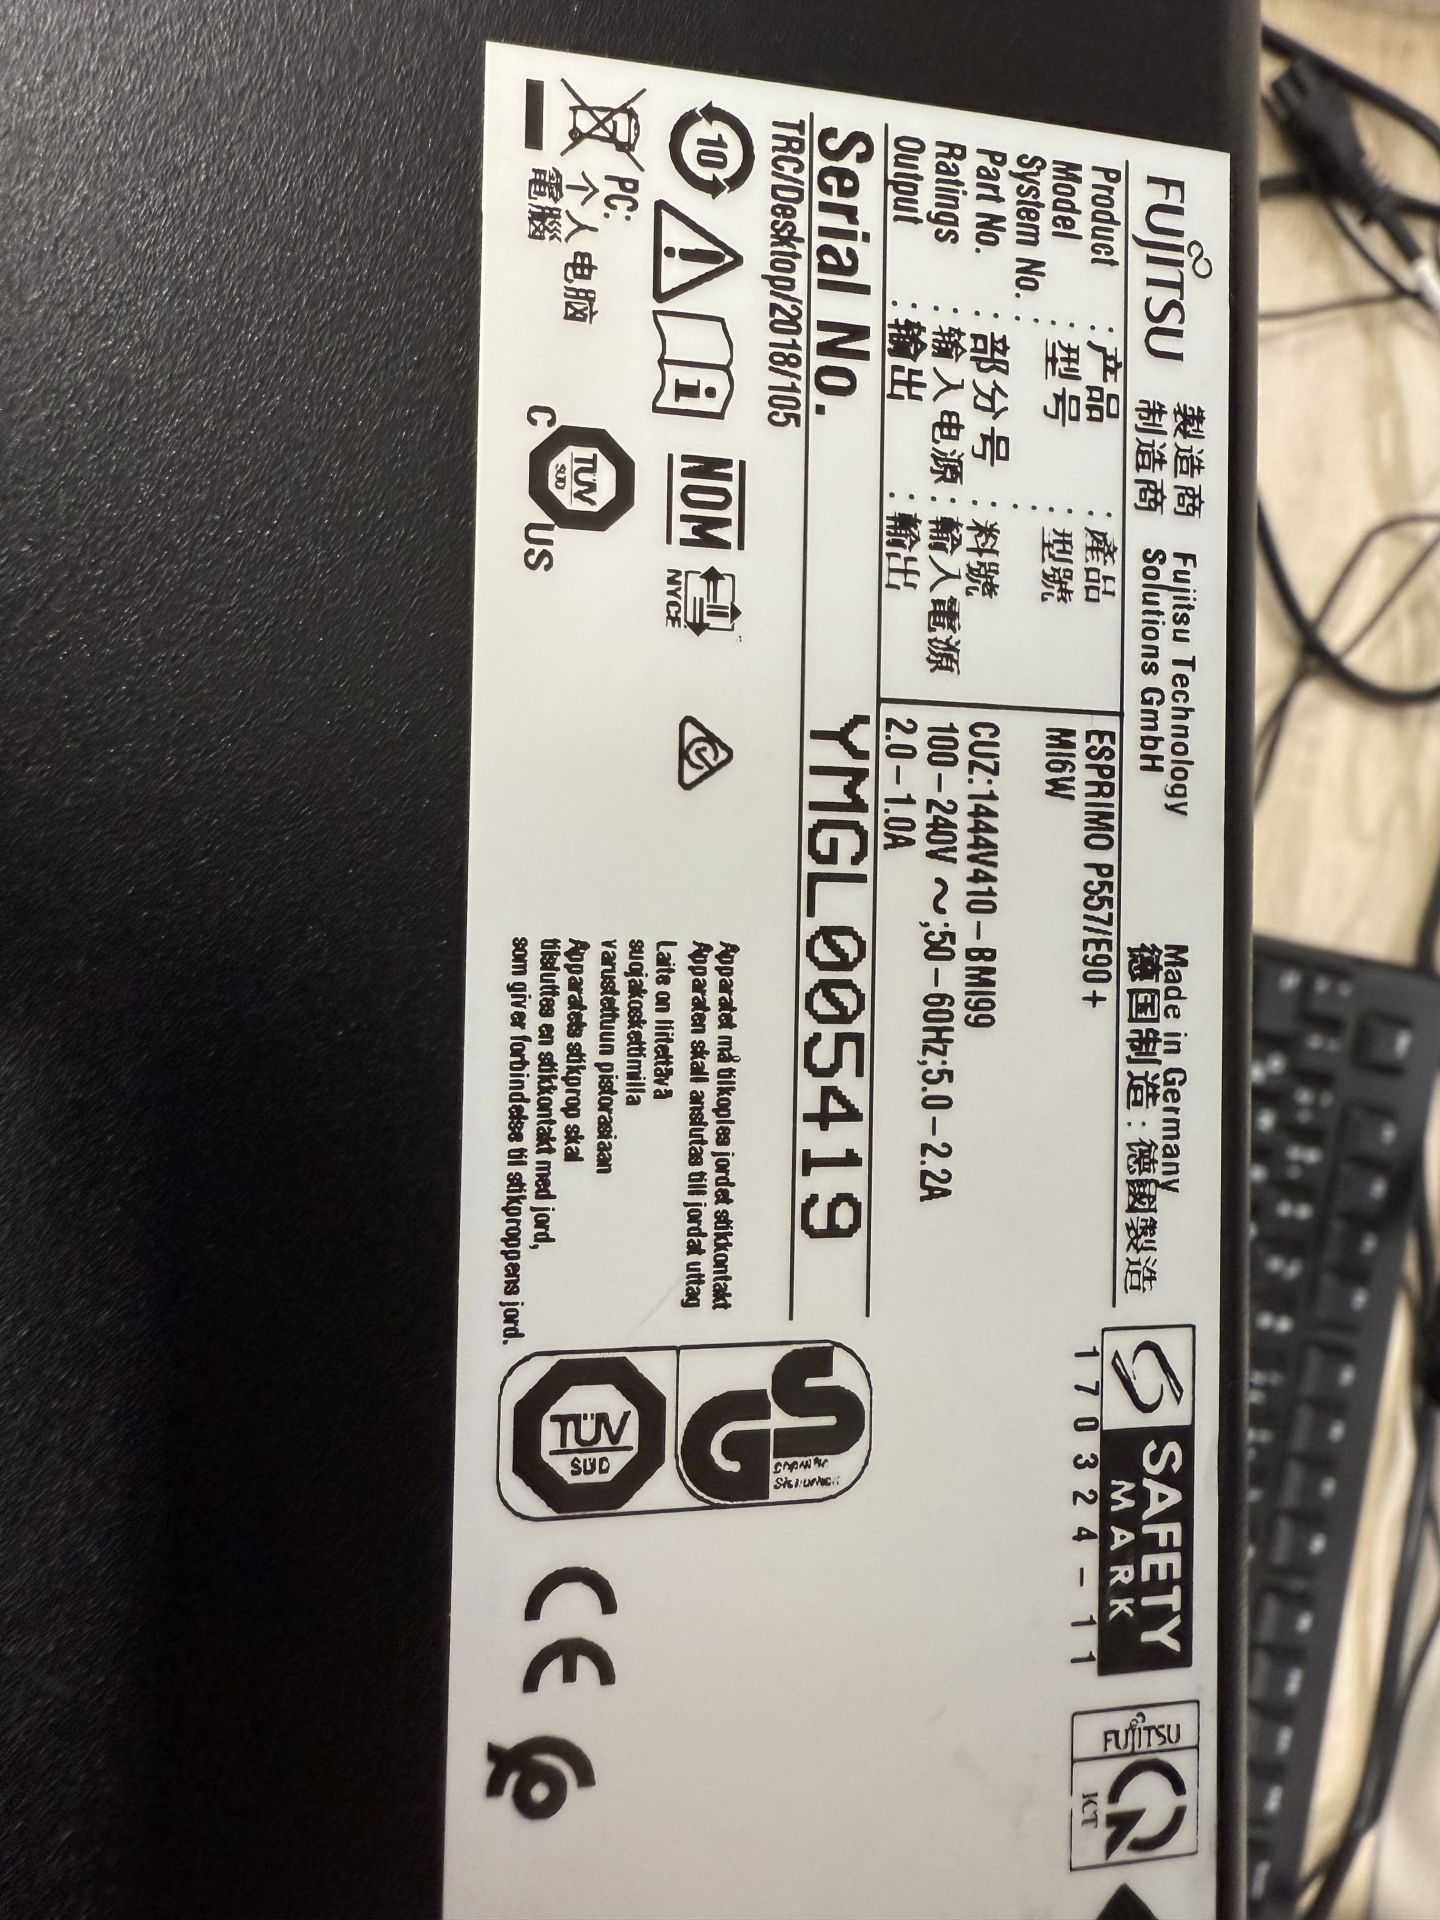 FUJITSU 製造商 Fujitsu Technology Made in Germany
制造商 Solutions GmbH 德国制造 : 德國製造
Product : 产品 : 產品 ESPRIMO P557/E90+
Model : 型号 : 型號 MI6W
System No. : :
Part No. : 部分号 : 料號 CUZ:1444V410-BMI99
Ratings : 输入电源 : 輸入電源 100-240V ~;50-60Hz;5.0-2.2A
Output : 输出 : 輸出 2.0-1.0A
SAFETY
MARK
170324-11
FUJITSU
ICT
Serial No. YMGL005419
TRC/Desktop/2018/105
10
i
NOM
NYCE
PC:
个人电脑
電腦
C TÜV SÜD US
Apparatet må tilkoples jordet stikkontakt
Apparaten skall anslutas till jordat uttag
Laite on liitettävä
suojakoskettimilla
varustettuun pistorasiaan
Apparatets stikprop skal
tilsluttes en stikkontakt med jord,
som giver forbindelse til stikproppens jord.
GS
TÜV
SÜD
CE